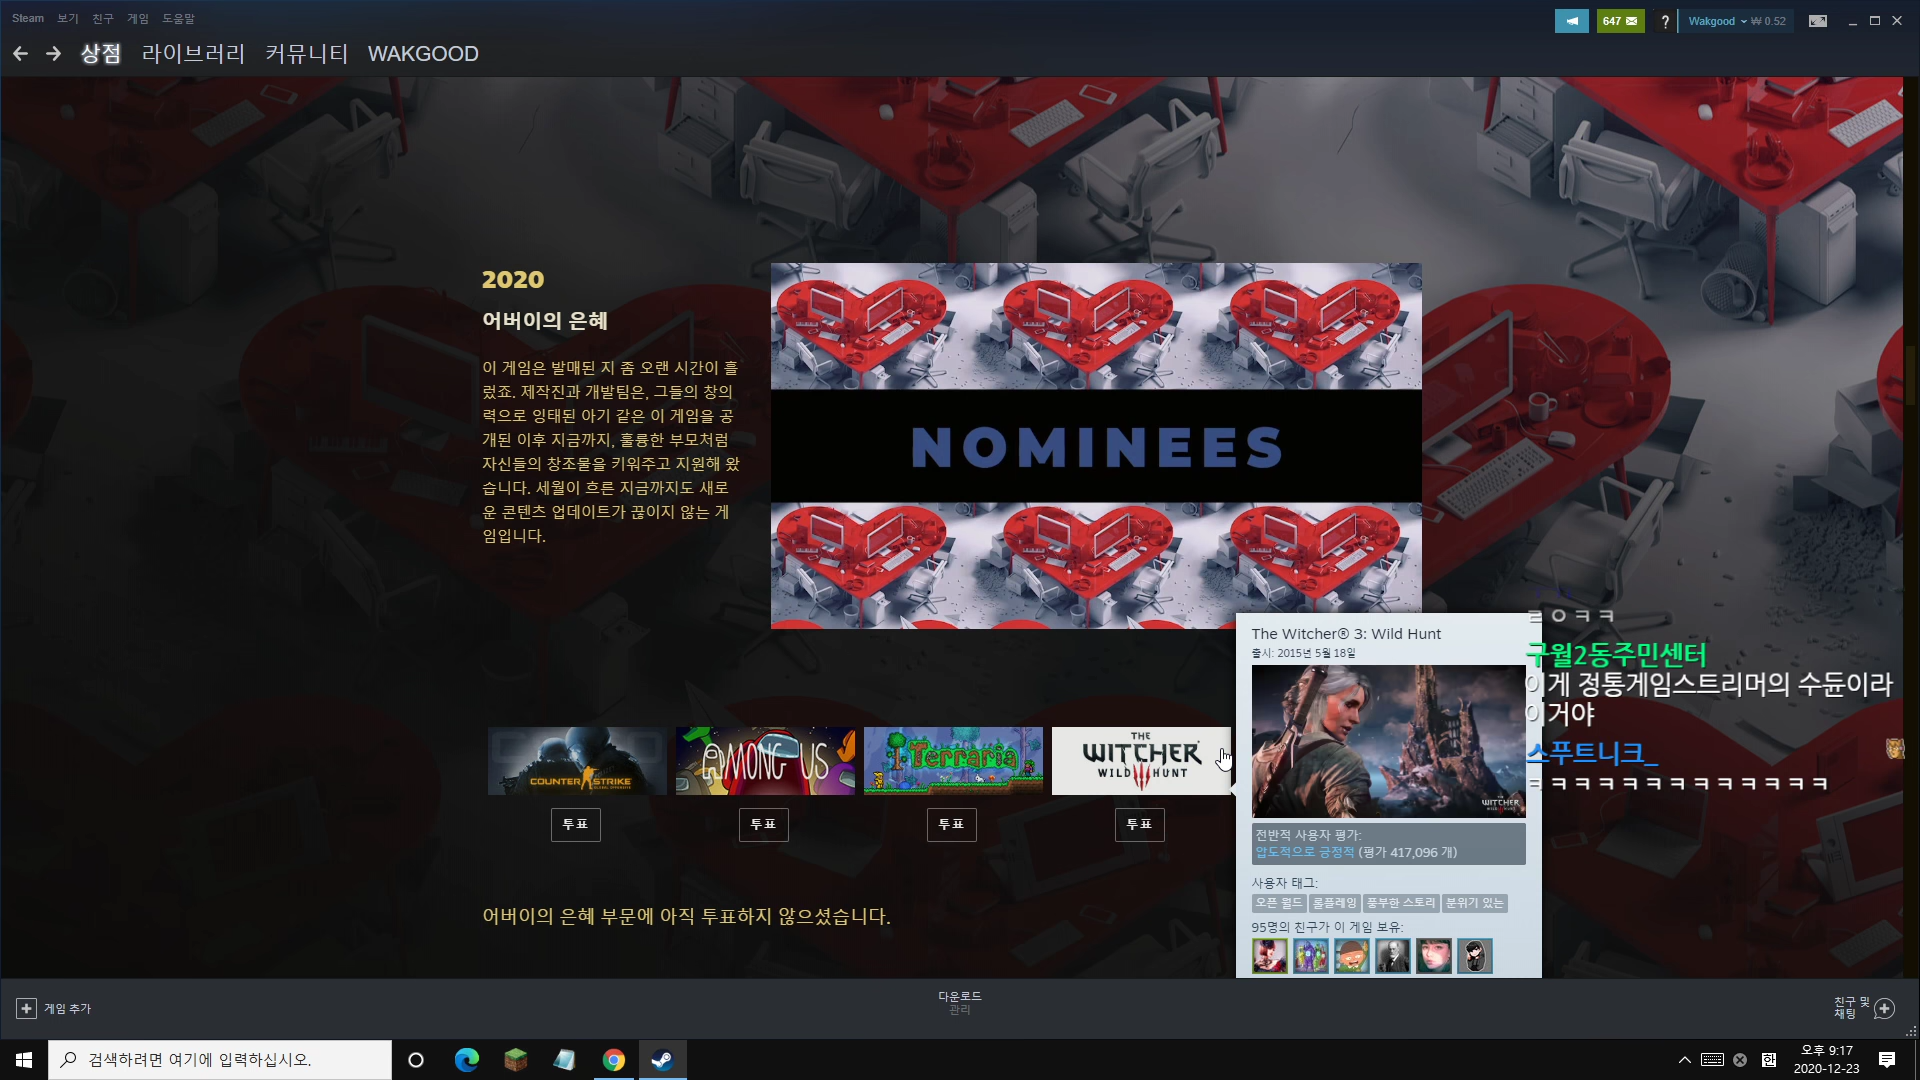 Steam 보기 친구 게임 도움말
647
?
Wakgood ₩ 0.52
상점 라이브러리 커뮤니티 WAKGOOD
2020
어버이의 은혜
이 게임은 발매된 지 좀 오랜 시간이 흘
렀죠. 제작진과 개발팀은, 그들의 창의
력으로 잉태된 아기 같은 이 게임을 공
개된 이후 지금까지, 훌륭한 부모처럼
자신들의 창조물을 키워주고 지원해 왔
습니다. 세월이 흐른 지금까지도 새로
운 콘텐츠 업데이트가 끊이지 않는 게
임입니다.
NOMINEES
COUNTER STRIKE
GLOBAL OFFENSIVE
AMONG US
Terraria
THE
WITCHER
WILD HUNT
투표
투표
투표
투표
어버이의 은혜 부문에 아직 투표하지 않으셨습니다.
The Witcher® 3: Wild Hunt
출시: 2015년 5월 18일
THE
WITCHER
WILD HUNT
전반적 사용자 평가:
압도적으로 긍정적 (평가 417,096 개)
사용자 태그:
오픈 월드 롤플레잉 풍부한 스토리 분위기 있는
95명의 친구가 이 게임 보유:
ㄹㅇㅋㅋ
구월2동주민센터
이게 정통게임스트리머의 수듄이라
이거야
스푸트니크_
ㅋㅋㅋㅋㅋㅋㅋㅋㅋㅋㅋㅋㅋ
게임 추가
다운로드
관리
친구 및
채팅
검색하려면 여기에 입력하십시오.
한
오후 9:17
2020-12-23